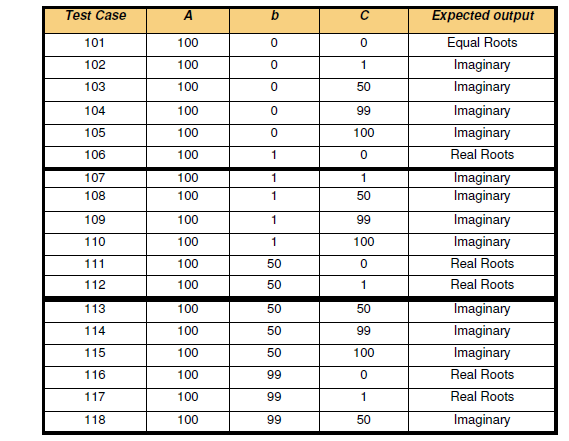 Test Case A b C Expected output
101 100 0 0 Equal Roots
102 100 0 1 Imaginary
103 100 0 50 Imaginary
104 100 0 99 Imaginary
105 100 0 100 Imaginary
106 100 1 0 Real Roots
107 100 1 1 Imaginary
108 100 1 50 Imaginary
109 100 1 99 Imaginary
110 100 1 100 Imaginary
111 100 50 0 Real Roots
112 100 50 1 Real Roots
113 100 50 50 Imaginary
114 100 50 99 Imaginary
115 100 50 100 Imaginary
116 100 99 0 Real Roots
117 100 99 1 Real Roots
118 100 99 50 Imaginary